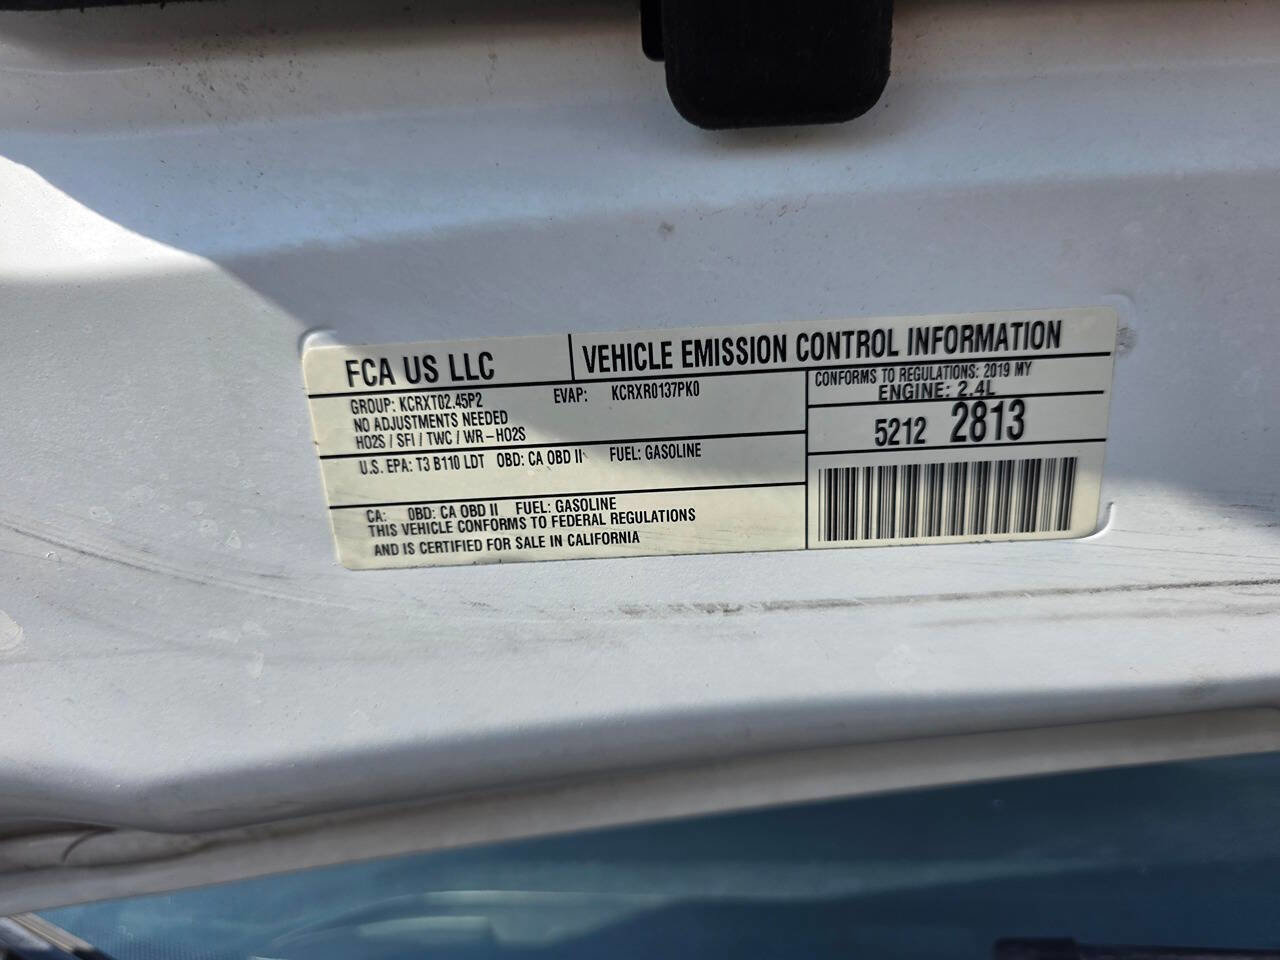 FCA US LLC
VEHICLE EMISSION CONTROL INFORMATION
GROUP: KCRXT02.45P2
EVAP: KCRXR0137PK0
NO ADJUSTMENTS NEEDED
HO2S / SFI / TWC / WR-HO2S
U.S. EPA: T3 B110 LDT OBD: CA OBD II FUEL: GASOLINE
CA: OBD: CA OBD II FUEL: GASOLINE
THIS VEHICLE CONFORMS TO FEDERAL REGULATIONS
AND IS CERTIFIED FOR SALE IN CALIFORNIA
CONFORMS TO REGULATIONS: 2019 MY
ENGINE: 2.4L
5212 2813